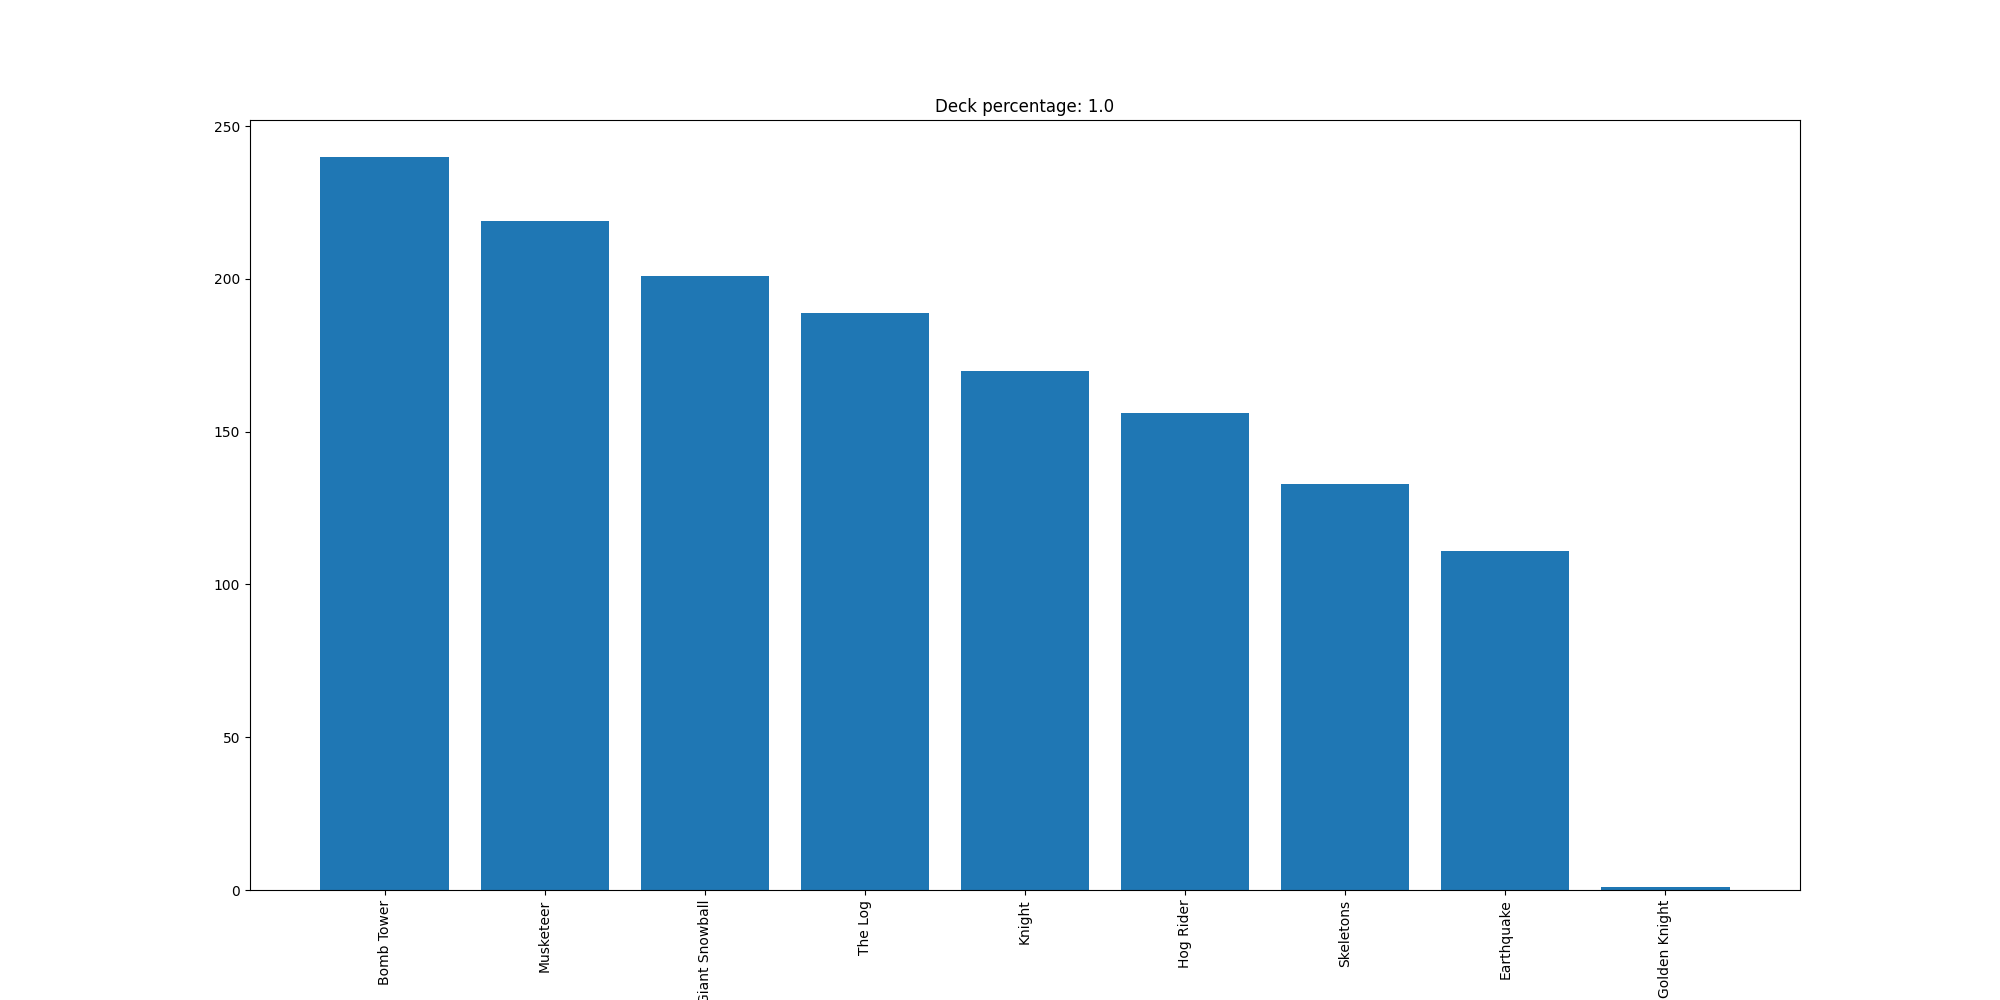 Deck percentage: 1.0
250
200
150
100
50
0
Bomb Tower
Musketeer
Giant Snowball
The Log
Knight
Hog Rider
Skeletons
Earthquake
Golden Knight